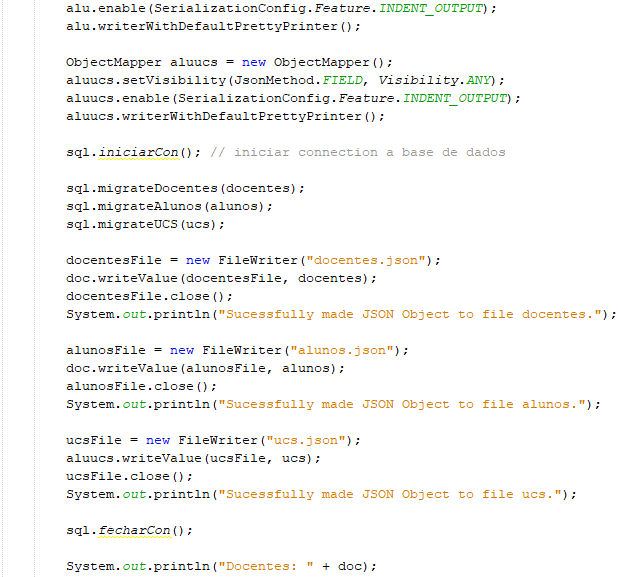 alu.enable(SerializationConfig.Feature.INDENT_OUTPUT);
alu.writerWithDefaultPrettyPrinter();
ObjectMapper aluucs = new ObjectMapper();
aluucs.setVisibility(JsonMethod.FIELD, Visibility.ANY);
aluucs.enable(SerializationConfig.Feature.INDENT_OUTPUT);
aluucs.writerWithDefaultPrettyPrinter();
sql.iniciarCon(); // iniciar connection a base de dados
sql.migrateDocentes(docentes);
sql.migrateAlunos(alunos);
sql.migrateUCS(ucs);
docentesFile = new FileWriter("docentes.json");
doc.writeValue(docentesFile, docentes);
docentesFile.close();
System.out.println("Sucessfully made JSON Object to file docentes.");
alunosFile = new FileWriter("alunos.json");
doc.writeValue(alunosFile, alunos);
alunosFile.close();
System.out.println("Sucessfully made JSON Object to file alunos.");
ucsFile = new FileWriter("ucs.json");
aluucs.writeValue(ucsFile, ucs);
ucsFile.close();
System.out.println("Sucessfully made JSON Object to file ucs.");
sql.fecharCon();
System.out.println("Docentes: " + doc);